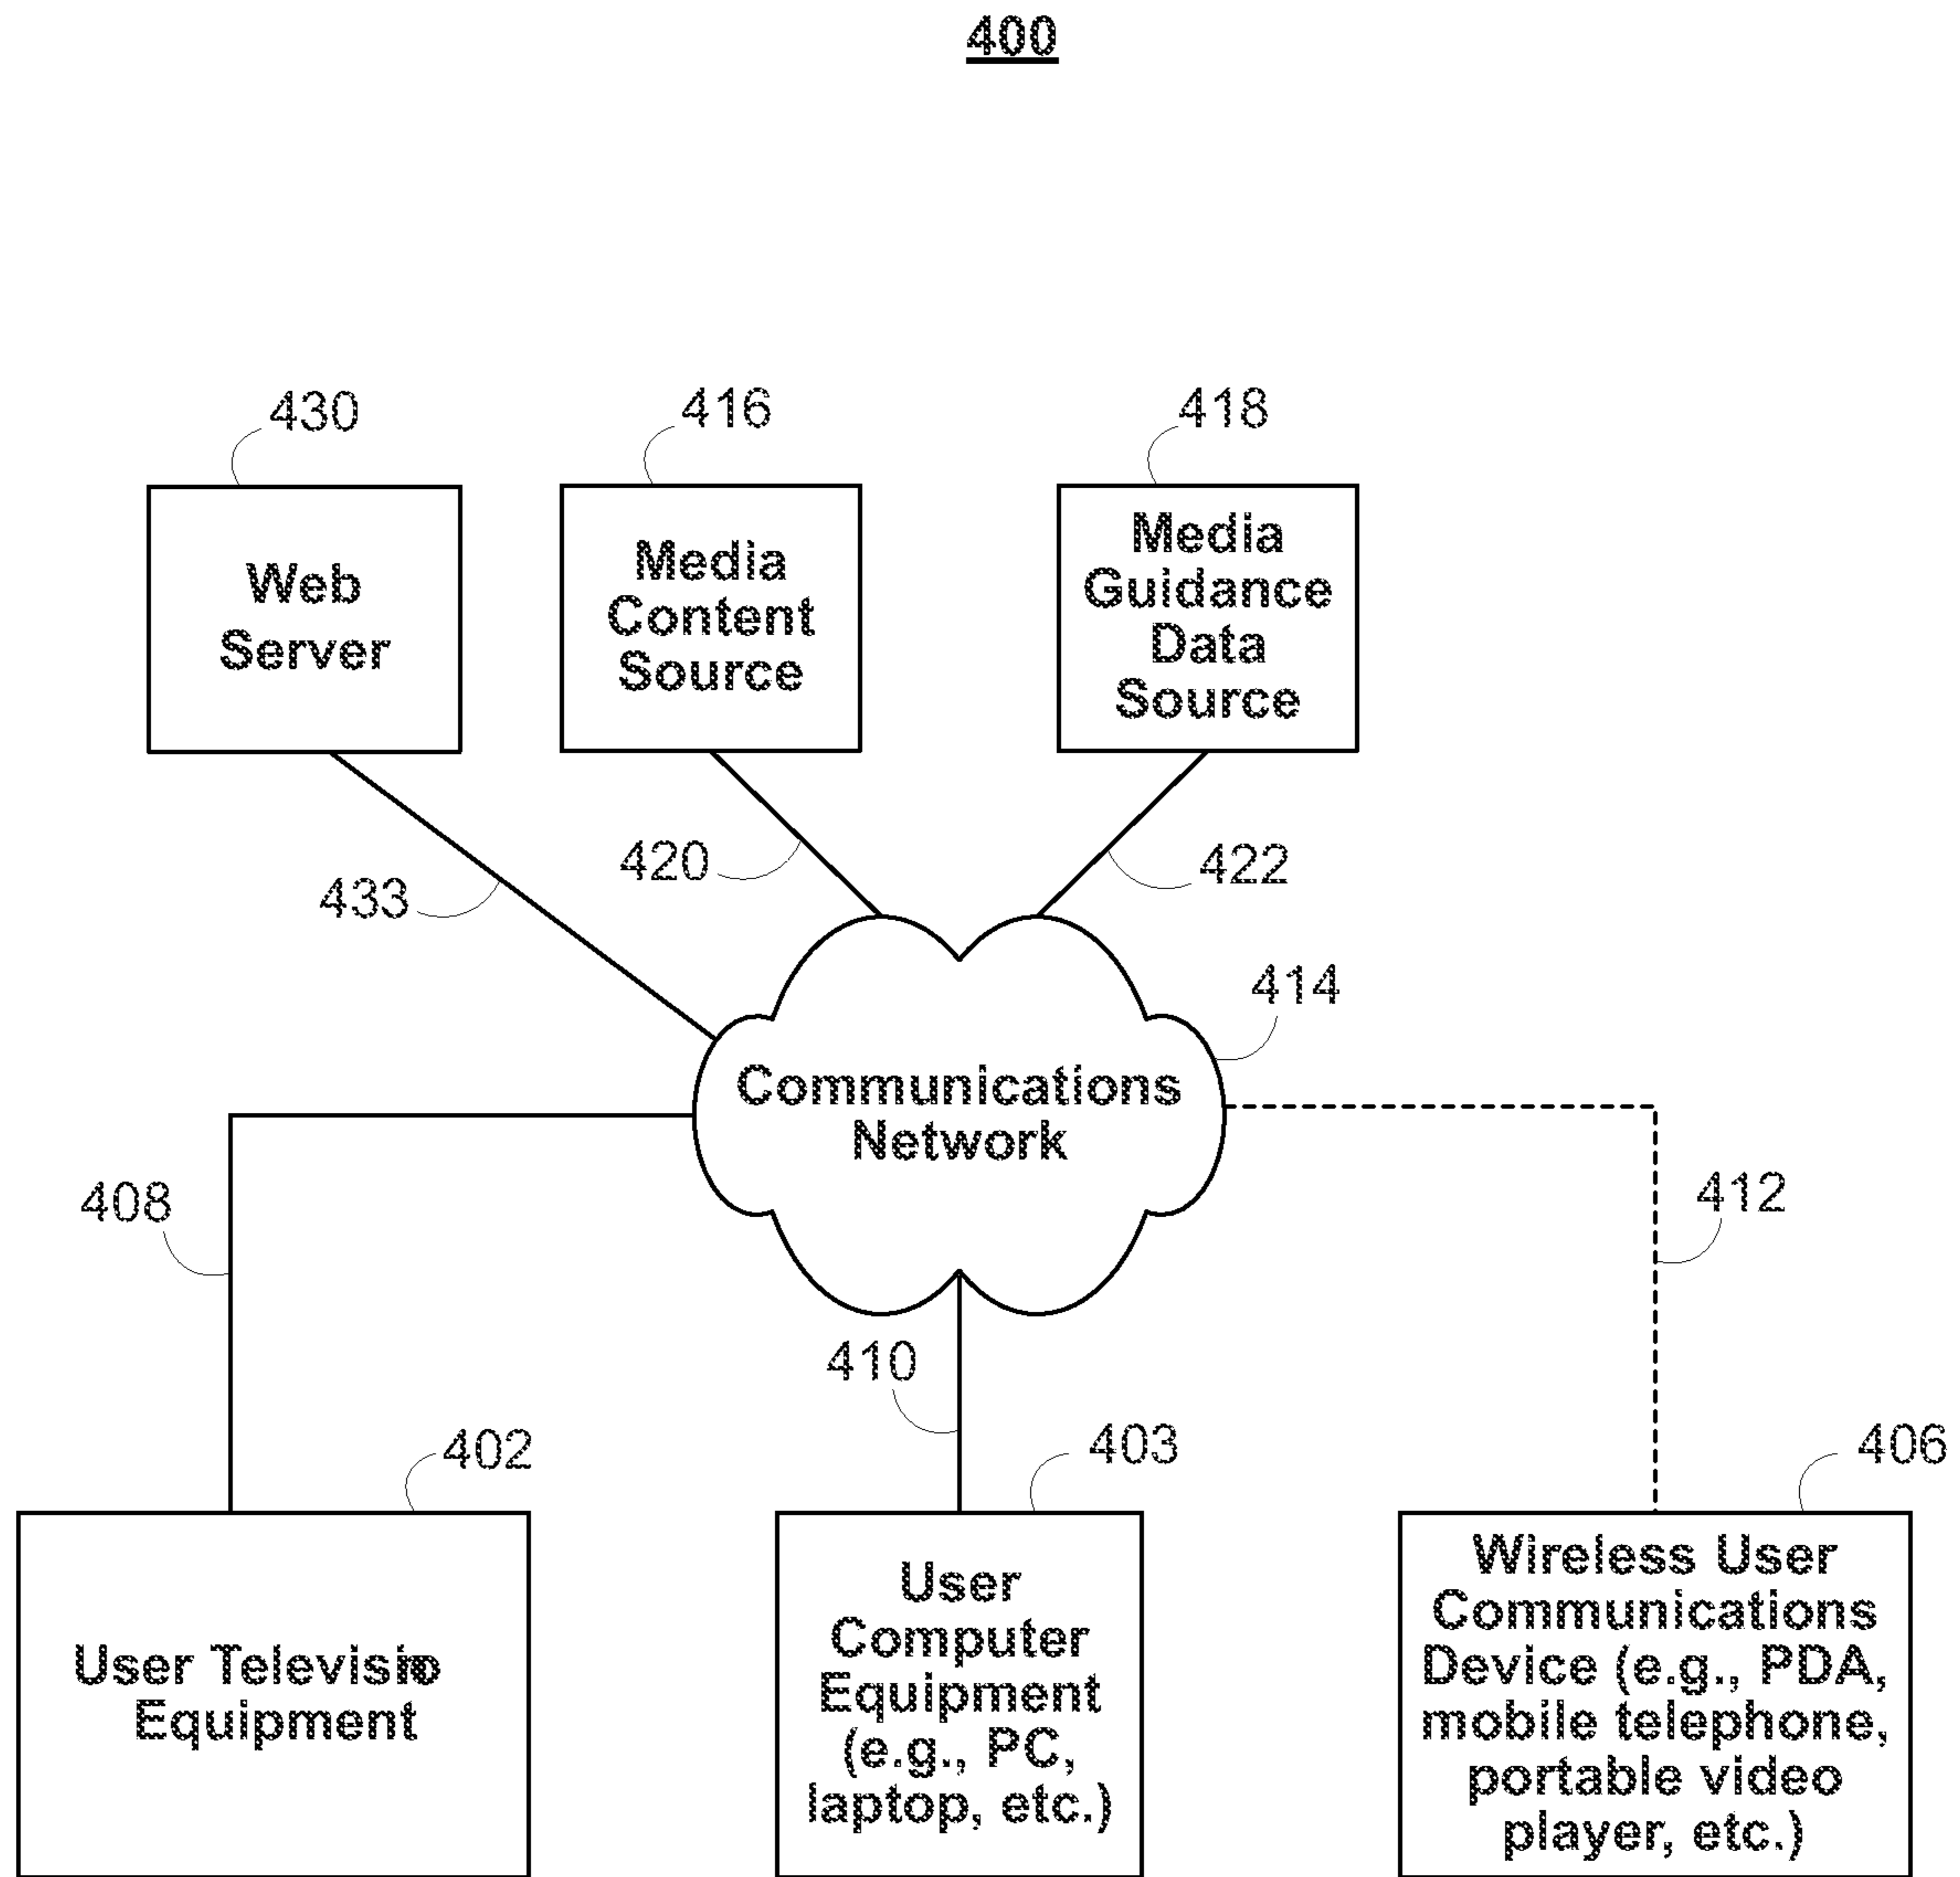 400
430
416
418
Web
Server
Media
Content
Source
Media
Guidance
Data
Source
433
420
422
414
Communications
Network
408
412
410
402
403
406
User Television
Equipment
User
Computer
Equipment
(e.g., PC,
laptop, etc.)
Wireless User
Communications
Device (e.g., PDA,
mobile telephone,
portable video
player, etc.)